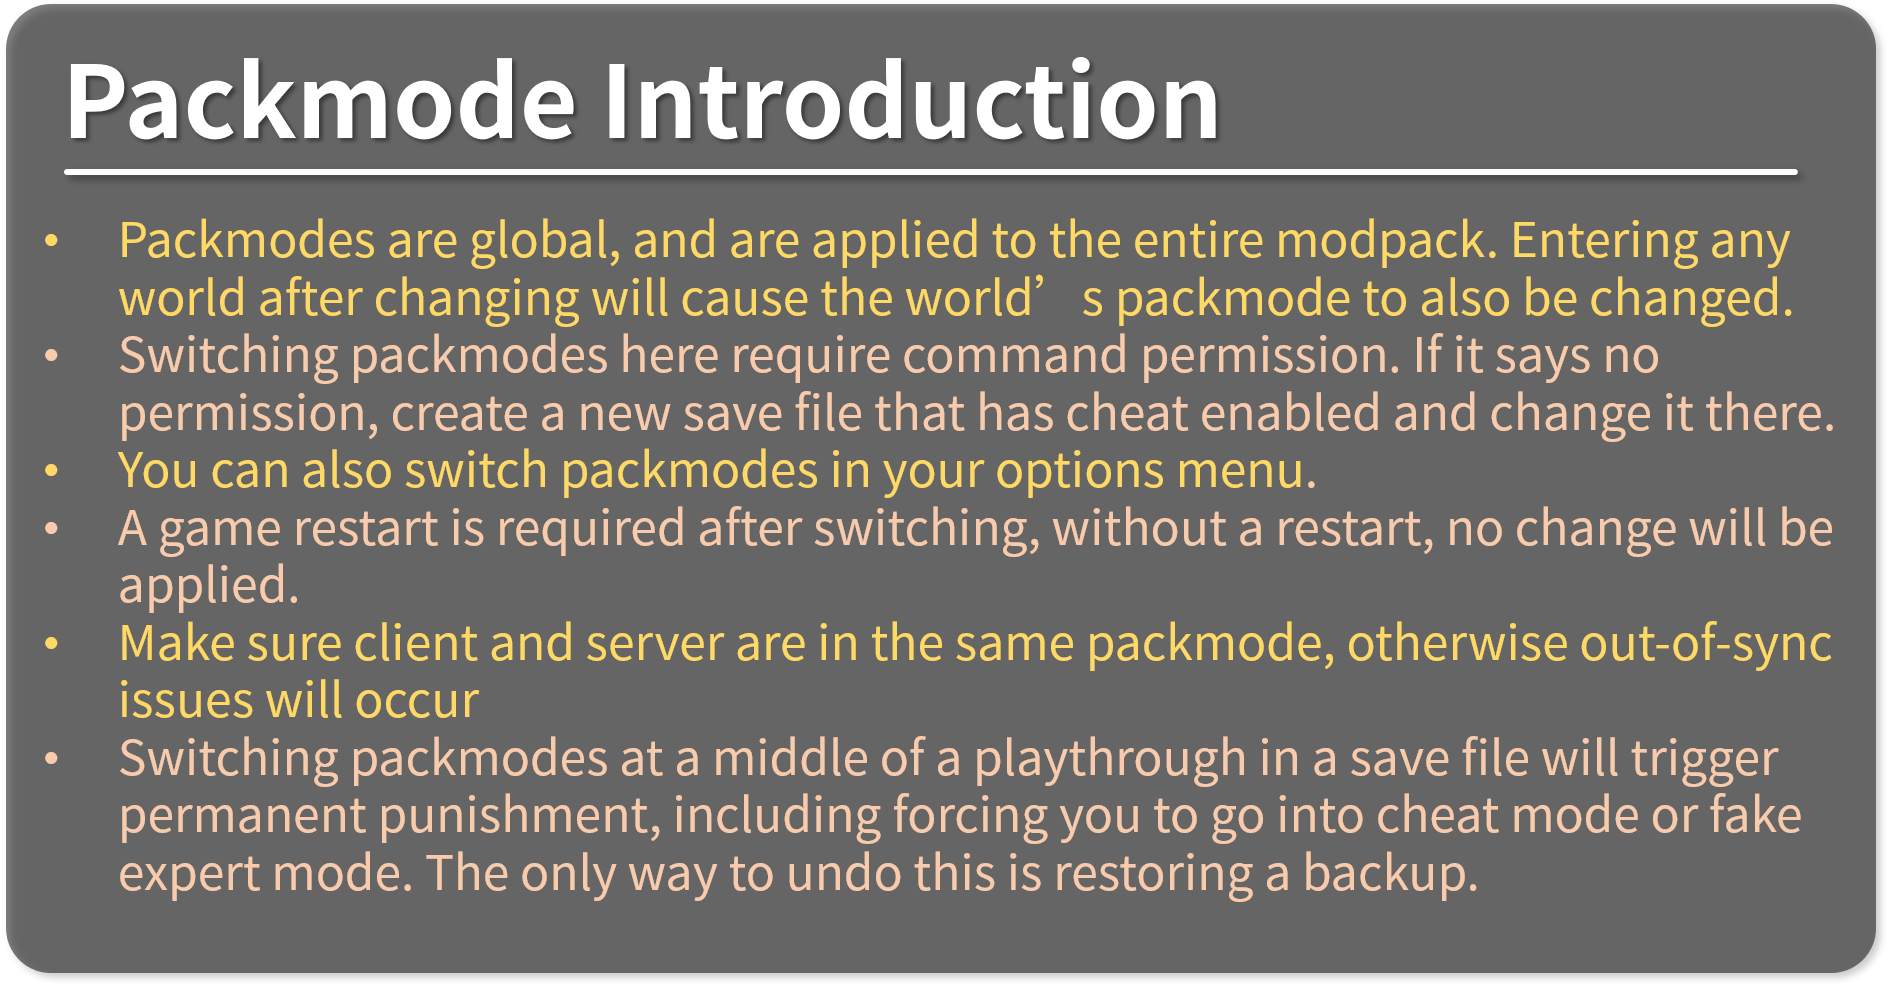 Packmode Introduction
• Packmodes are global, and are applied to the entire modpack. Entering any
world after changing will cause the world’s packmode to also be changed.
• Switching packmodes here require command permission. If it says no
permission, create a new save file that has cheat enabled and change it there.
• You can also switch packmodes in your options menu.
• A game restart is required after switching, without a restart, no change will be
applied.
• Make sure client and server are in the same packmode, otherwise out-of-sync
issues will occur
• Switching packmodes at a middle of a playthrough in a save file will trigger
permanent punishment, including forcing you to go into cheat mode or fake
expert mode. The only way to undo this is restoring a backup.